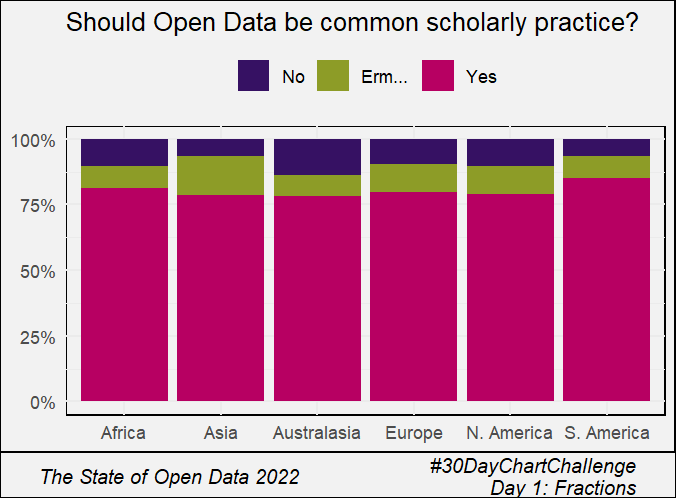 Should Open Data be common scholarly practice?
No Erm... Yes
100%
75%
50%
25%
0%
Africa Asia Australasia Europe N. America S. America
The State of Open Data 2022
#30DayChartChallenge
Day 1: Fractions